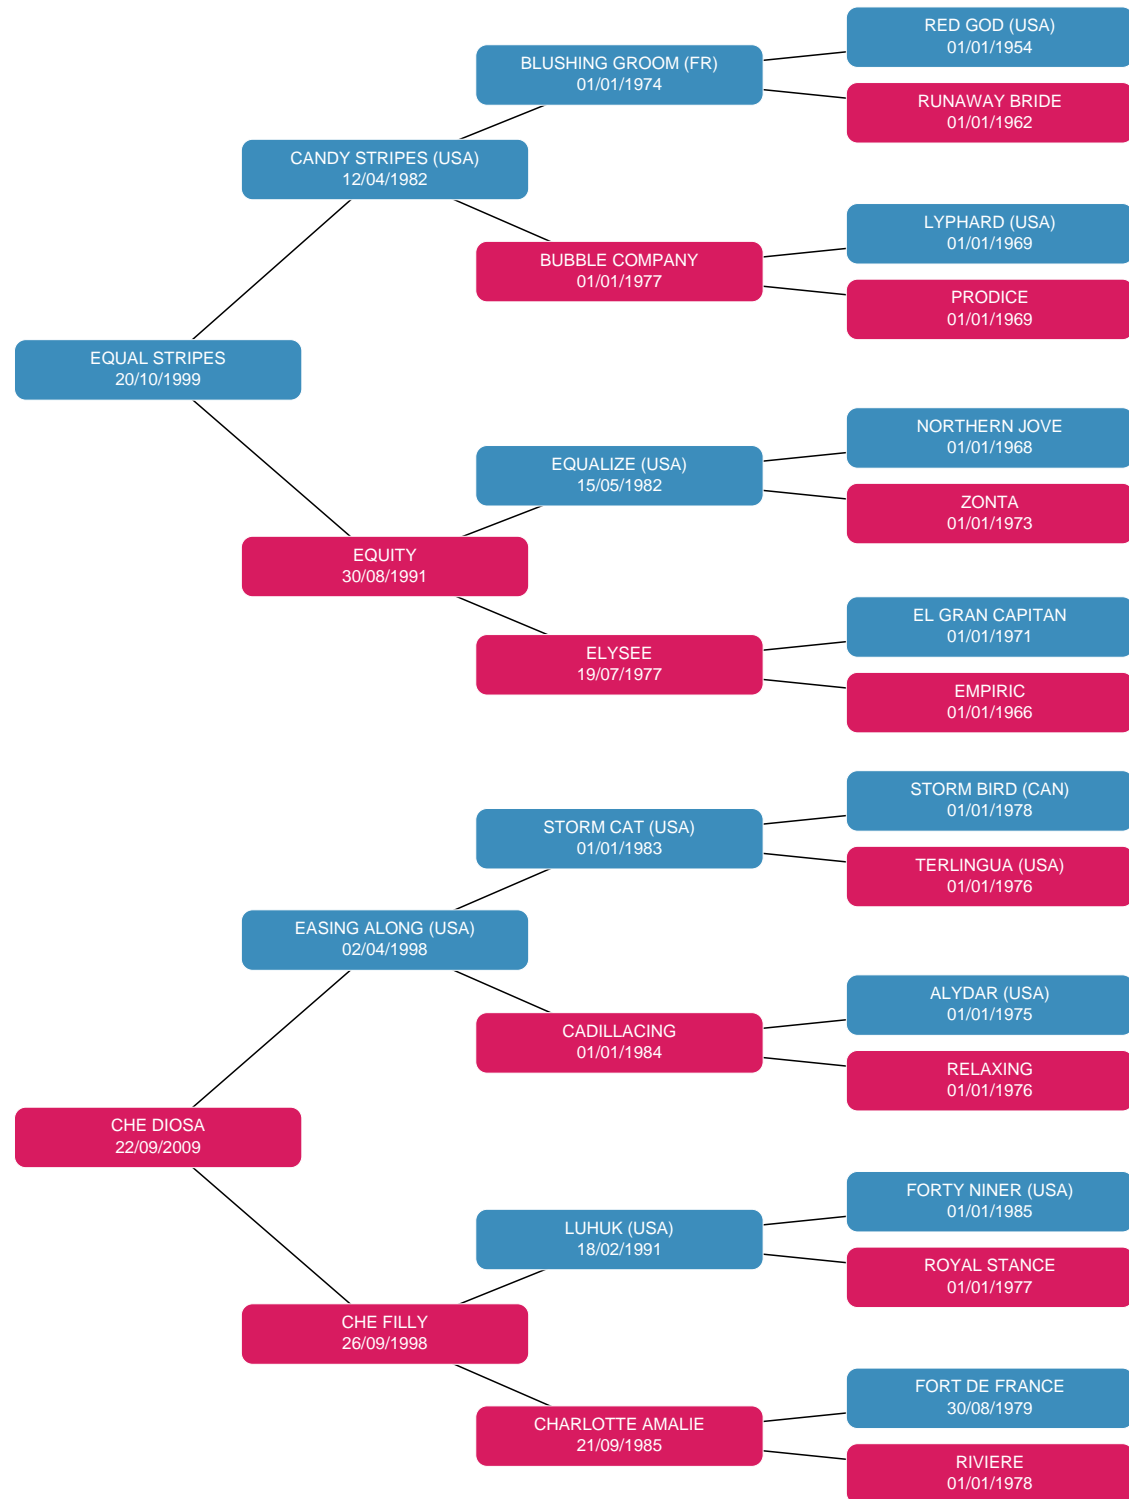 RED GOD (USA)
01/01/1954
BLUSHING GROOM (FR)
01/01/1974
RUNAWAY BRIDE
01/01/1962
CANDY STRIPES (USA)
12/04/1982
LYPHARD (USA)
01/01/1969
BUBBLE COMPANY
01/01/1977
PRODICE
01/01/1969
EQUAL STRIPES
20/10/1999
NORTHERN JOVE
01/01/1968
EQUALIZE (USA)
15/05/1982
ZONTA
01/01/1973
EQUITY
30/08/1991
EL GRAN CAPITAN
01/01/1971
ELYSEE
19/07/1977
EMPIRIC
01/01/1966
STORM BIRD (CAN)
01/01/1978
STORM CAT (USA)
01/01/1983
TERLINGUA (USA)
01/01/1976
EASING ALONG (USA)
02/04/1998
ALYDAR (USA)
01/01/1975
CADILLACING
01/01/1984
RELAXING
01/01/1976
CHE DIOSA
22/09/2009
FORTY NINER (USA)
01/01/1985
LUHUK (USA)
18/02/1991
ROYAL STANCE
01/01/1977
CHE FILLY
26/09/1998
FORT DE FRANCE
30/08/1979
CHARLOTTE AMALIE
21/09/1985
RIVIERE
01/01/1978